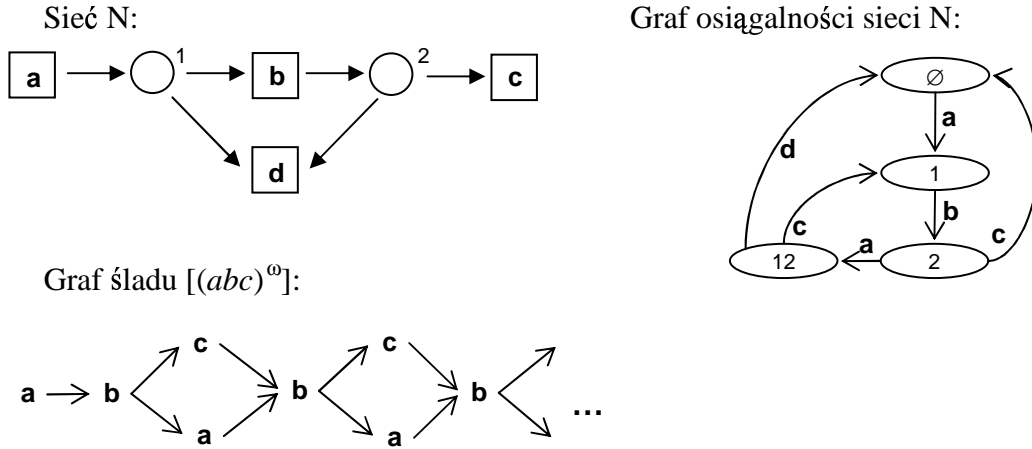 Sieć N:
Graf osiągalności sieci N:
a
1
b
2
c
d
∅
a
d
1
b
c
a
c
12
2
Graf śladu [(abc)ω]:
c
c
a
b
b
b
...
a
a